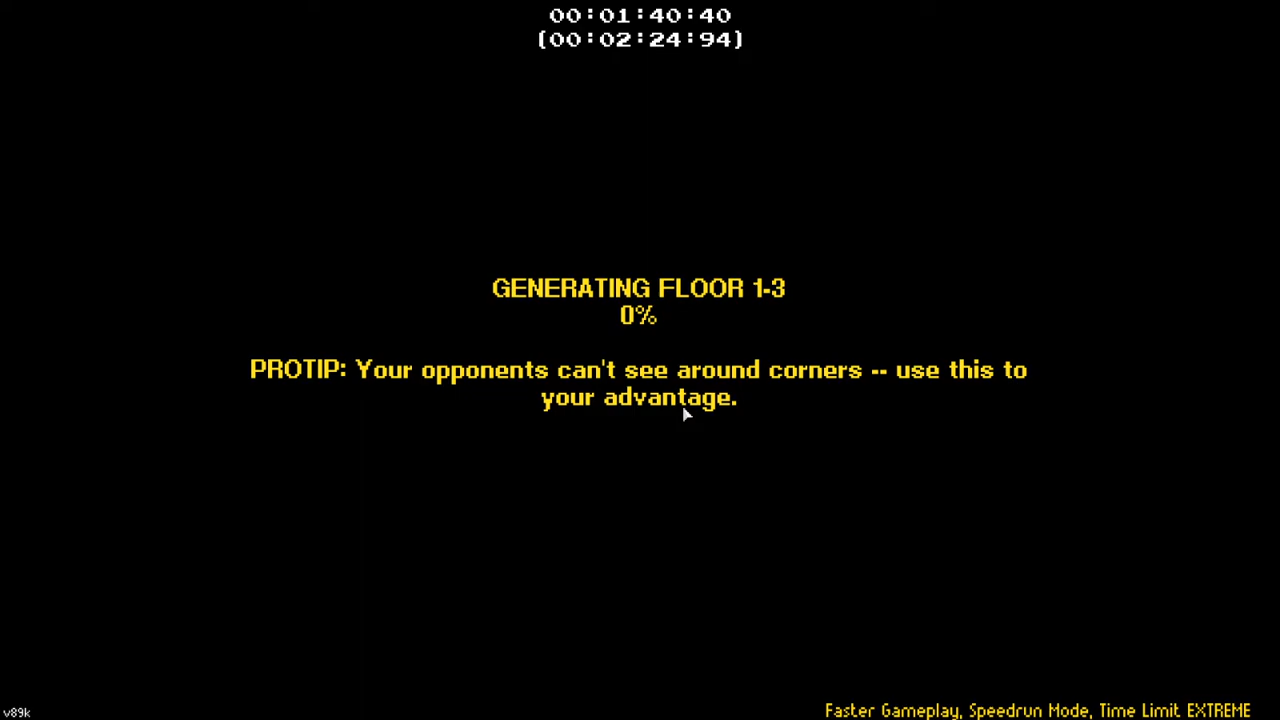 00:01:40:40
[00:02:24:94]
GENERATING FLOOR 1-3
0%
PROTIP: Your opponents can't see around corners -- use this to
your advantage.
v89k
Faster Gameplay, Speedrun Mode, Time Limit EXTREME